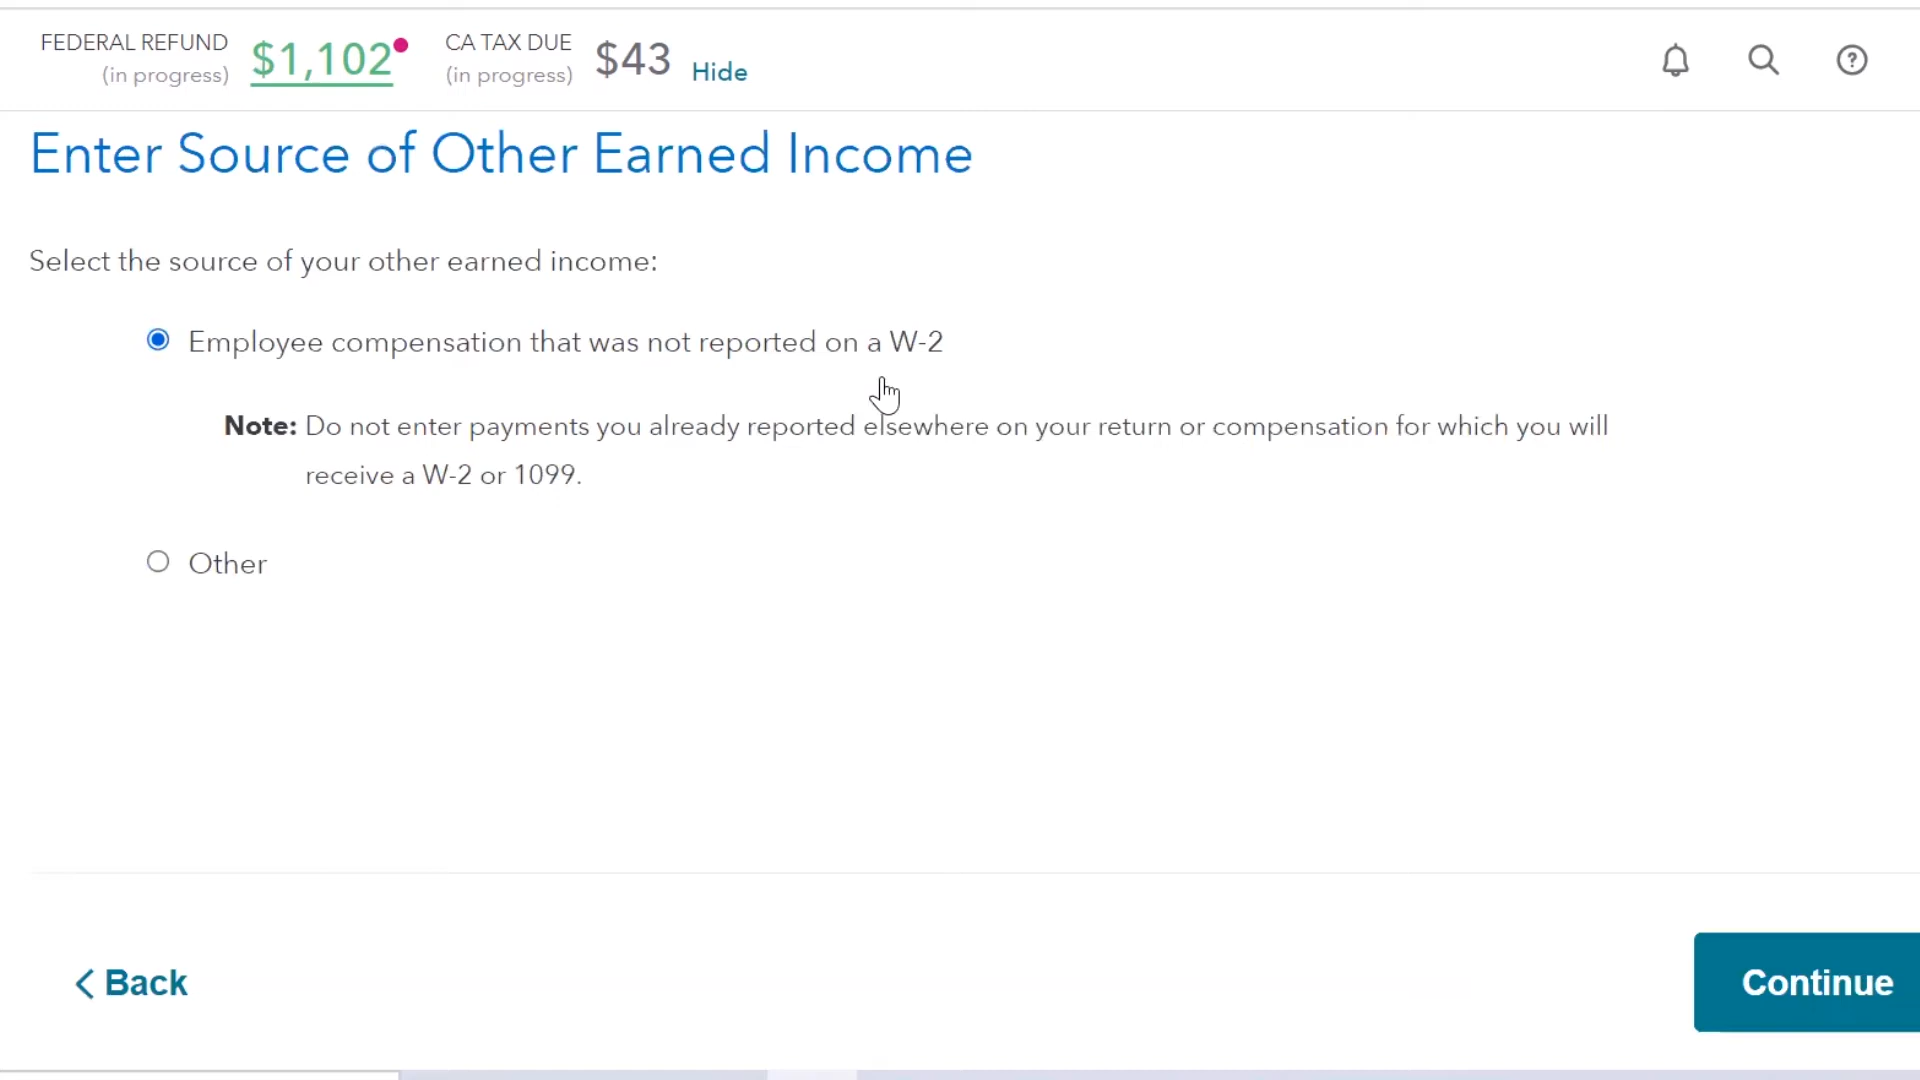 FEDERAL REFUND
(in progress)
$1,102
CA TAX DUE
(in progress)
$43
Hide
Enter Source of Other Earned Income
Select the source of your other earned income:
Employee compensation that was not reported on a W-2
Note: Do not enter payments you already reported elsewhere on your return or compensation for which you will
receive a W-2 or 1099.
Other
Back
Continue